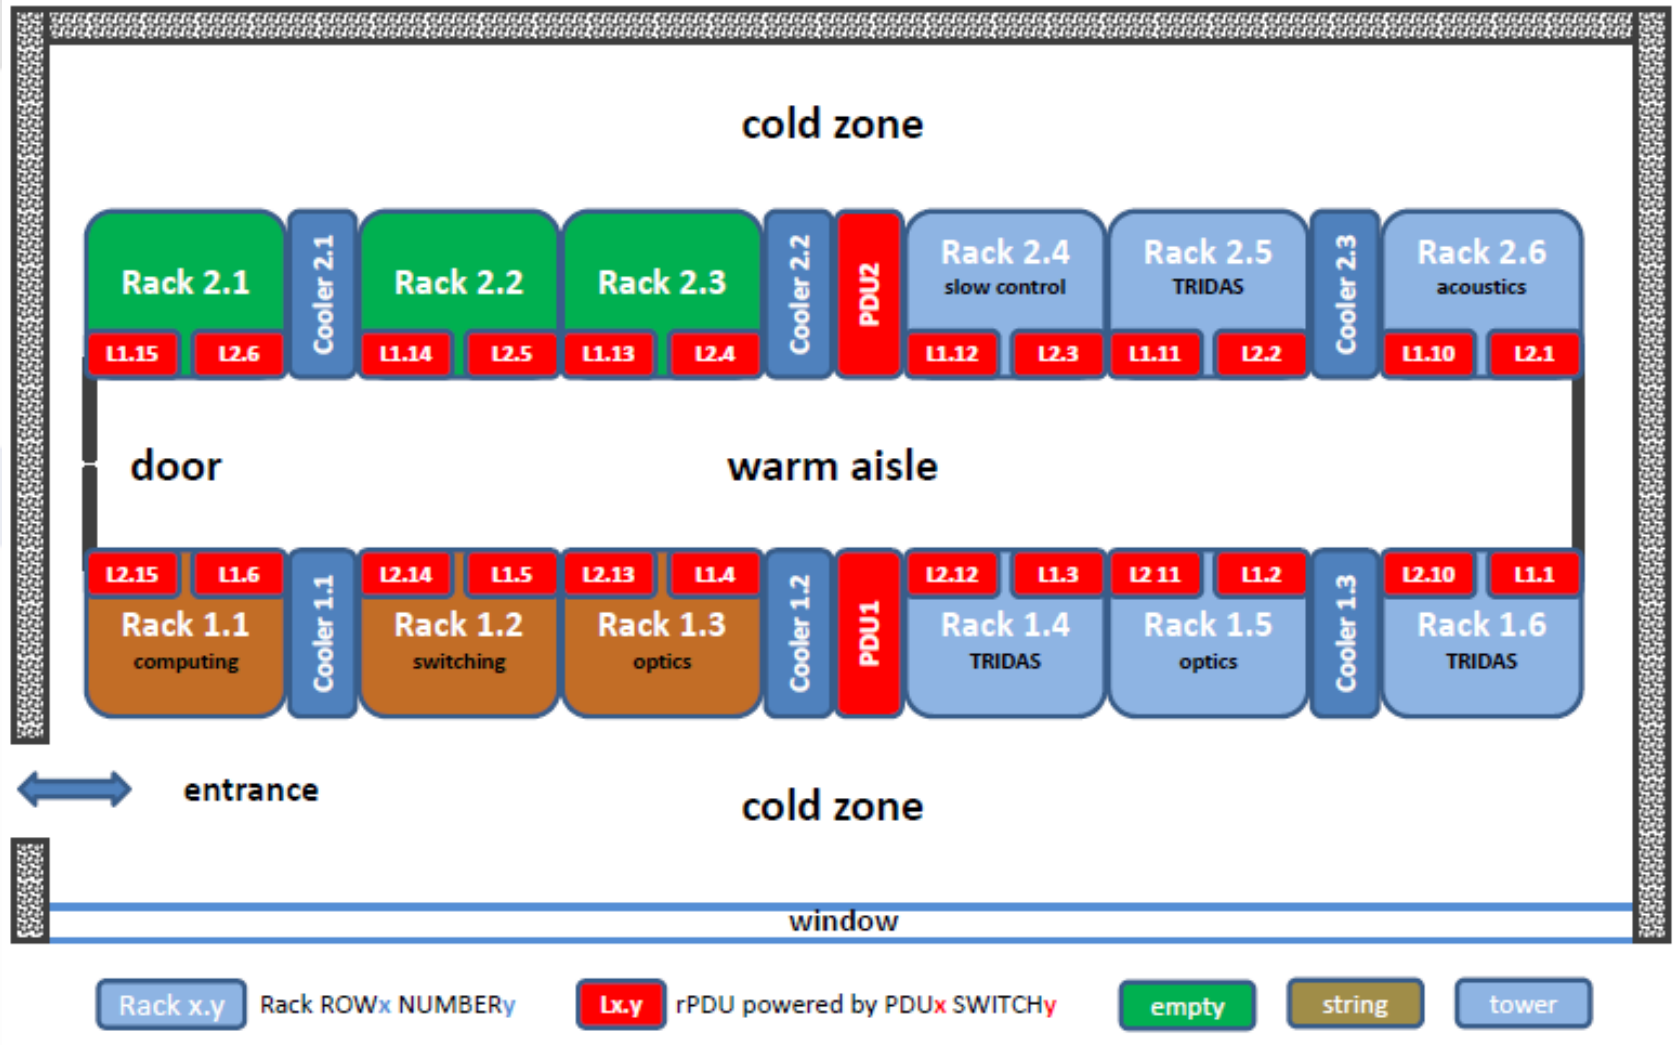 cold zone
Rack 2.1
Cooler 2.1
Rack 2.2
Rack 2.3
Cooler 2.2
PDU2
Rack 2.4
slow control
Rack 2.5
TRIDAS
Cooler 2.3
Rack 2.6
acoustics
L1.15 L2.6 L1.14 L2.5 L1.13 L2.4 L1.12 L2.3 L1.11 L2.2 L1.10 L2.1
door
warm aisle
L2.15 L1.6 L2.14 L1.5 L2.13 L1.4 L2.12 L1.3 L2 11 L1.2 L2.10 L1.1
Rack 1.1
computing
Cooler 1.1
Rack 1.2
switching
Rack 1.3
optics
Cooler 1.2
PDU1
Rack 1.4
TRIDAS
Rack 1.5
optics
Cooler 1.3
Rack 1.6
TRIDAS
entrance
cold zone
window
Rack x.y Rack ROWx NUMBERy Lx.y rPDU powered by PDUx SWITCHy empty string tower